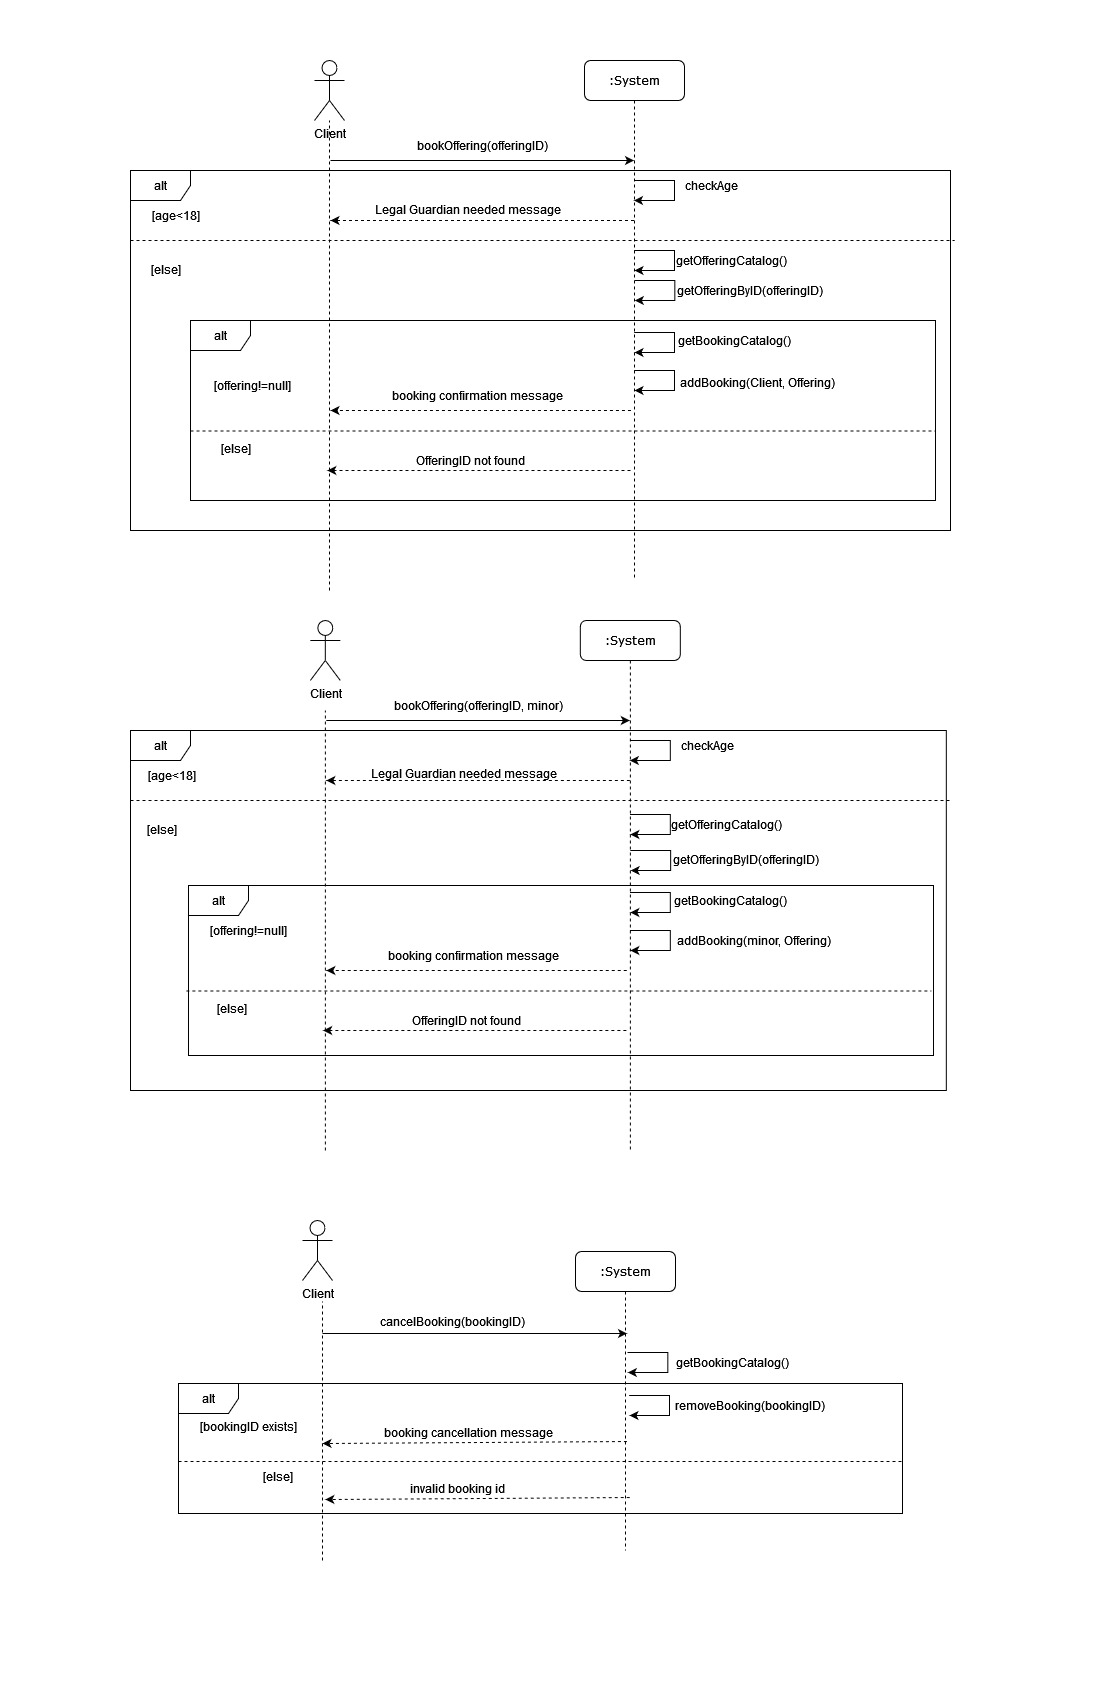 Client
:System
bookOffering(offeringID)
alt
checkAge
[age<18]
Legal Guardian needed message
[else]
getOfferingCatalog()
getOfferingByID(offeringID)
alt
getBookingCatalog()
[offering!=null]
addBooking(Client, Offering)
booking confirmation message
[else]
OfferingID not found
Client
:System
bookOffering(offeringID, minor)
alt
checkAge
[age<18]
Legal Guardian needed message
[else]
getOfferingCatalog()
getOfferingByID(offeringID)
alt
getBookingCatalog()
[offering!=null]
addBooking(minor, Offering)
booking confirmation message
[else]
OfferingID not found
Client
:System
cancelBooking(bookingID)
getBookingCatalog()
alt
removeBooking(bookingID)
[bookingID exists]
booking cancellation message
[else]
invalid booking id